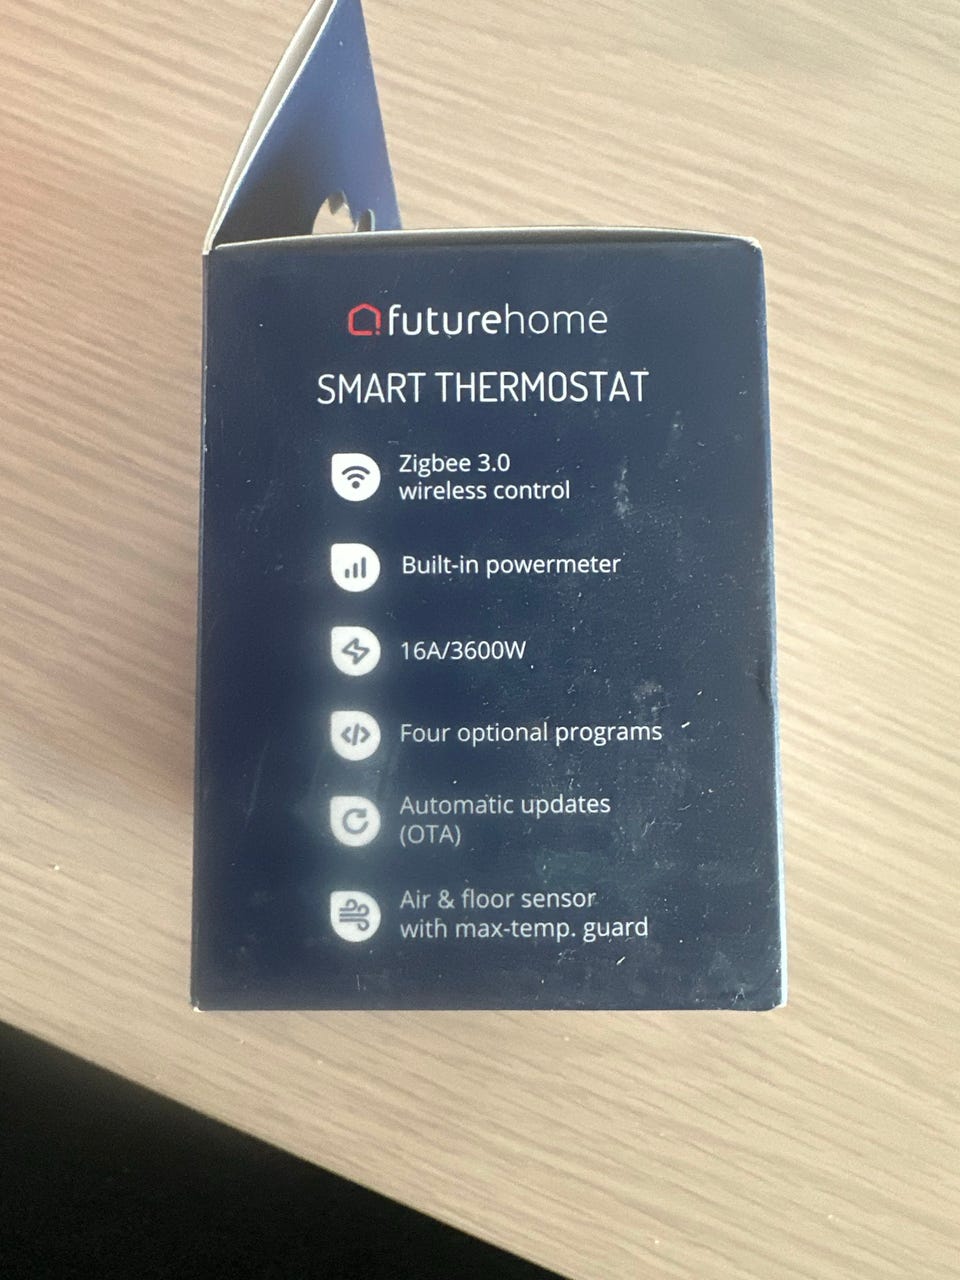 futurehome
SMART THERMOSTAT
Zigbee 3.0
wireless control
Built-in powermeter
16A/3600W
Four optional programs
Automatic updates
(OTA)
Air & floor sensor
with max-temp. guard